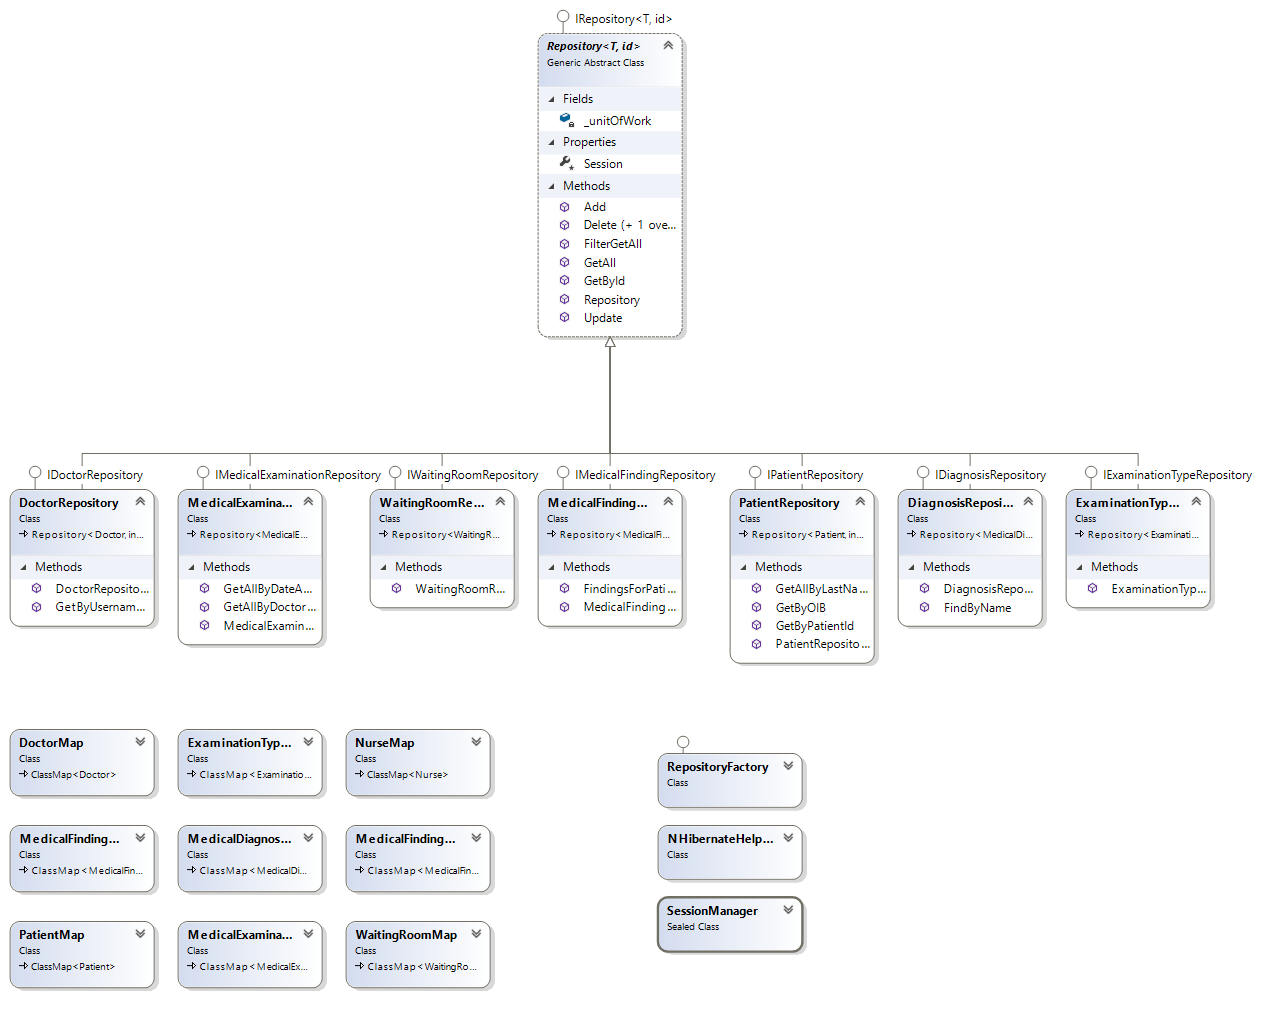 IRepository<T, id>
Repository<T, id>
Generic Abstract Class
Fields
_unitOfWork
Properties
Session
Methods
Add
Delete (+ 1 ove...
FilterGetAll
GetAll
GetById
Repository
Update
IDoctorRepository
DoctorRepository
Class
Repository<Doctor, in...
Methods
DoctorReposito...
GetByUsernam...
IMedicalExaminationRepository
MedicalExamina...
Class
Repository<MedicalE...
Methods
GetAllByDateA...
GetAllByDoctor...
MedicalExamin...
IWaitingRoomRepository
WaitingRoomRe...
Class
Repository<WaitingR...
Methods
WaitingRoomR...
IMedicalFindingRepository
MedicalFinding...
Class
Repository<MedicalFi...
Methods
FindingsForPati...
MedicalFinding...
IPatientRepository
PatientRepository
Class
Repository<Patient, in...
Methods
GetAllByLastNa...
GetByOIB
GetByPatientId
PatientReposito...
IDiagnosisRepository
DiagnosisReposi...
Class
Repository<MedicalDi...
Methods
DiagnosisRepo...
FindByName
IExaminationTypeRepository
ExaminationTyp...
Class
Repository<Examinati...
Methods
ExaminationTyp...
DoctorMap
Class
ClassMap<Doctor>
ExaminationTyp...
Class
ClassMap<Examinatio...
NurseMap
Class
ClassMap<Nurse>
RepositoryFactory
Class
MedicalFinding...
Class
ClassMap<MedicalFin...
MedicalDiagnos...
Class
ClassMap<MedicalDi...
MedicalFinding...
Class
ClassMap<MedicalFin...
NHibernateHelp...
Class
PatientMap
Class
ClassMap<Patient>
MedicalExamina...
Class
ClassMap<MedicalEx...
WaitingRoomMap
Class
ClassMap<WaitingRo...
SessionManager
Sealed Class